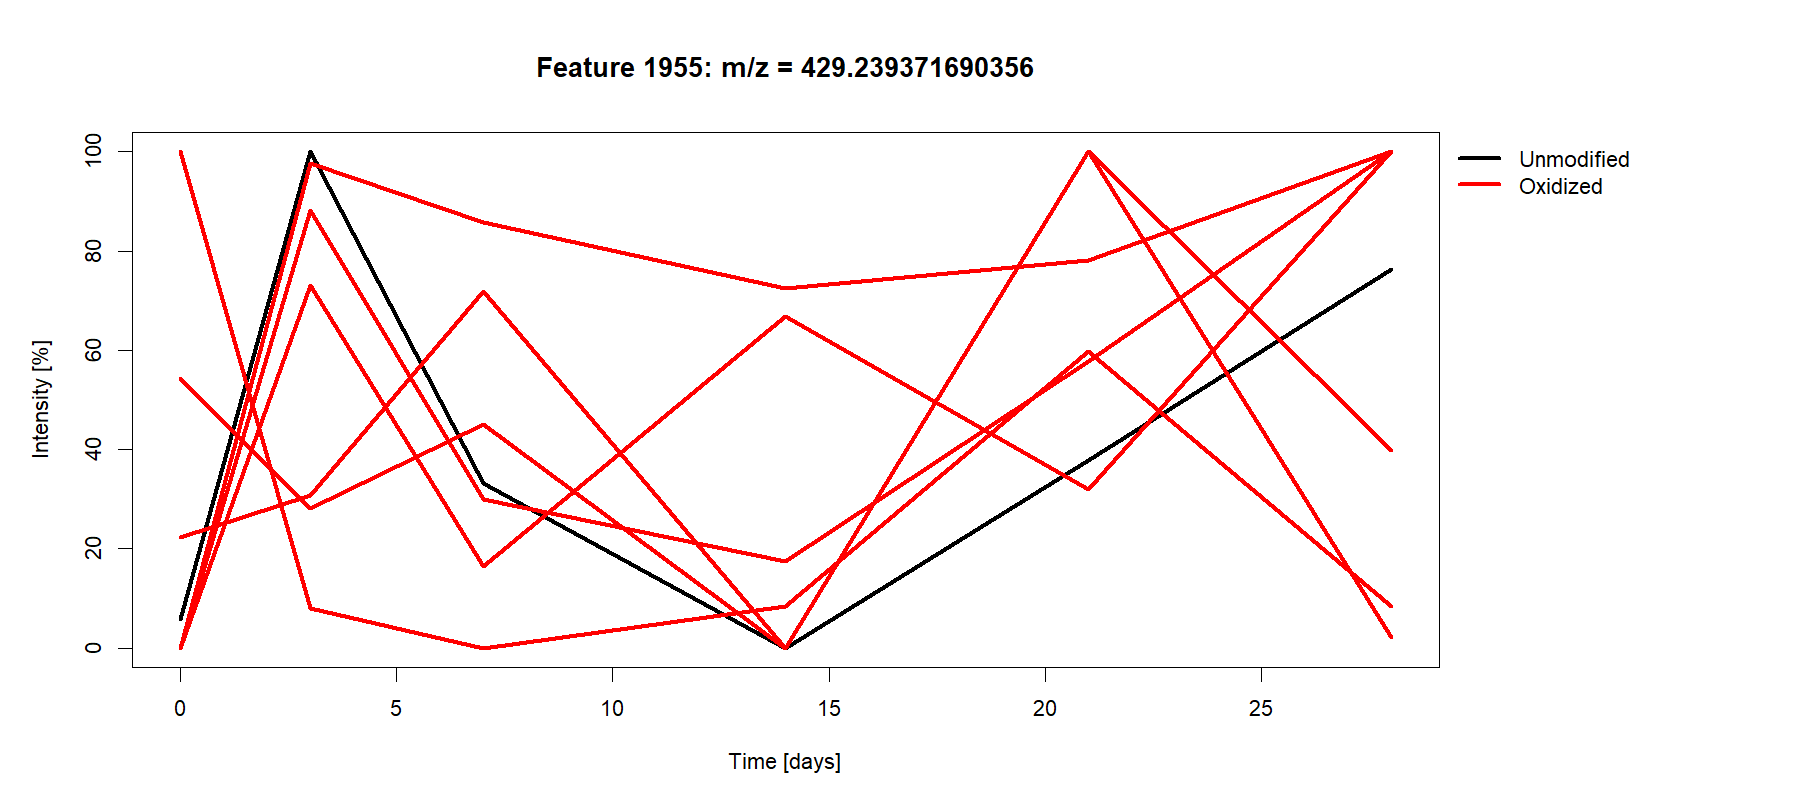 Feature 1955: m/z = 429.239371690356
Unmodified
Oxidized
Intensity [%]
100
80
60
40
20
0
0 5 10 15 20 25
Time [days]